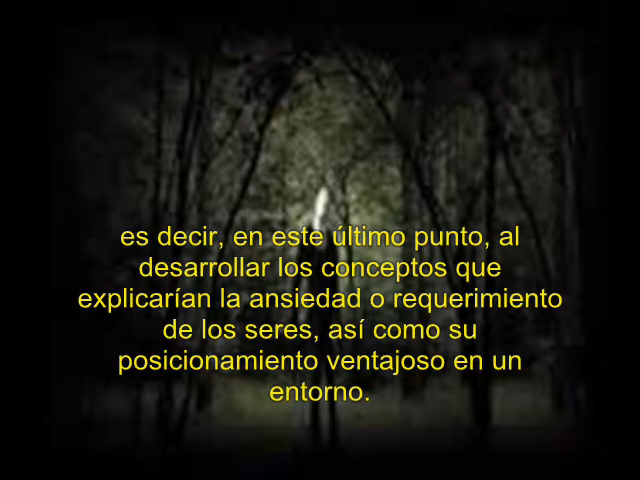 es decir, en este último punto, al
desarrollar los conceptos que
explicarían la ansiedad o requerimiento
de los seres, así como su
posicionamiento ventajoso en un
entorno.